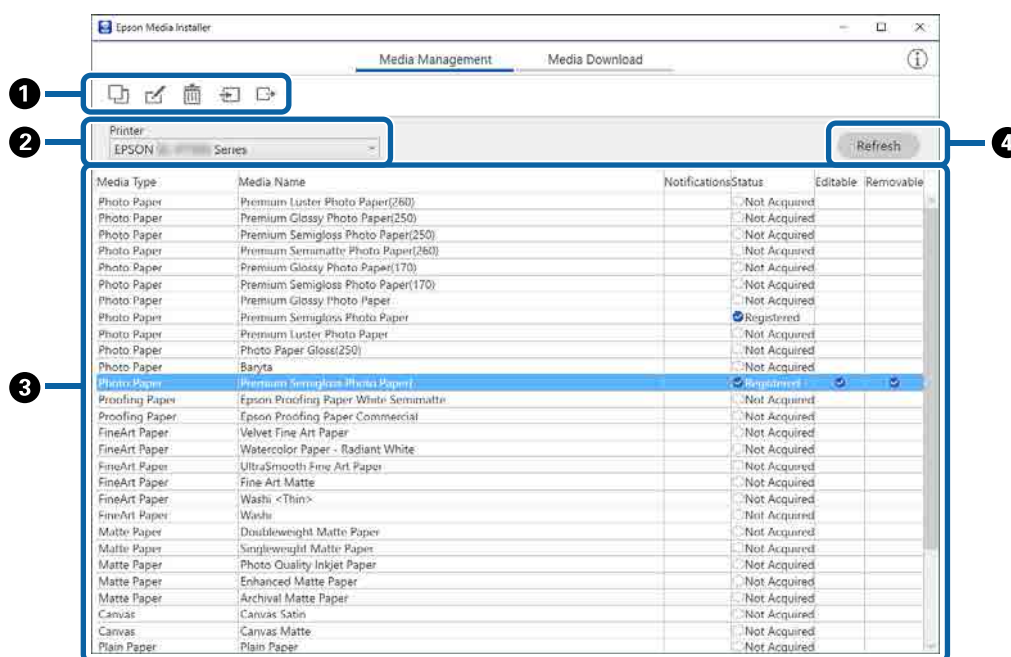 Epson Media Installer
Media Management Media Download
1
2
Printer
EPSON Series
Refresh
4
Media Type Media Name Notifications Status Editable Removable
Photo Paper Premium Luster Photo Paper(260) Not Acquired
Photo Paper Premium Glossy Photo Paper(250) Not Acquired
Photo Paper Premium Semigloss Photo Paper(250) Not Acquired
Photo Paper Premium Semimatte Photo Paper(260) Not Acquired
Photo Paper Premium Glossy Photo Paper(170) Not Acquired
Photo Paper Premium Semigloss Photo Paper(170) Not Acquired
Photo Paper Premium Glossy Photo Paper Not Acquired
Photo Paper Premium Semigloss Photo Paper Registered
Photo Paper Premium Luster Photo Paper Not Acquired
Photo Paper Photo Paper Gloss(250) Not Acquired
Photo Paper Baryta Not Acquired
3
Photo Paper Premium Semigloss Photo Paper( Registered
Proofing Paper Epson Proofing Paper White Semimatte Not Acquired
Proofing Paper Epson Proofing Paper Commercial Not Acquired
FineArt Paper Velvet Fine Art Paper Not Acquired
FineArt Paper Watercolor Paper - Radiant White Not Acquired
FineArt Paper UltraSmooth Fine Art Paper Not Acquired
FineArt Paper Fine Art Matte Not Acquired
FineArt Paper Washi <Thin> Not Acquired
FineArt Paper Washi Not Acquired
Matte Paper Doubleweight Matte Paper Not Acquired
Matte Paper Singleweight Matte Paper Not Acquired
Matte Paper Photo Quality Inkjet Paper Not Acquired
Matte Paper Enhanced Matte Paper Not Acquired
Matte Paper Archival Matte Paper Not Acquired
Canvas Canvas Satin Not Acquired
Canvas Canvas Matte Not Acquired
Plain Paper Plain Paper Not Acquired